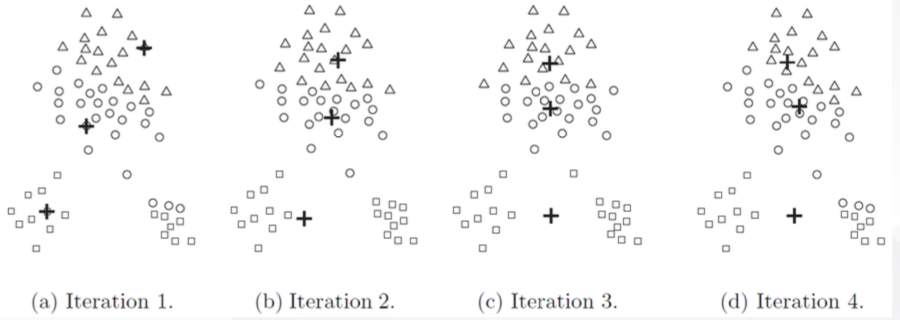 (a) Iteration 1.
(b) Iteration 2.
(c) Iteration 3.
(d) Iteration 4.